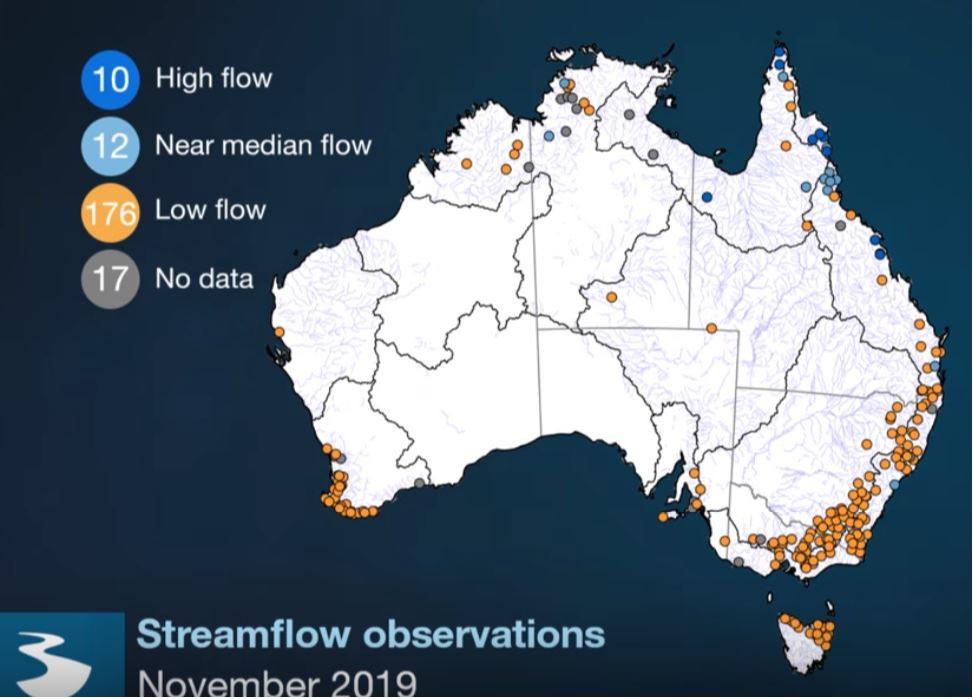 10 High flow
12 Near median flow
176 Low flow
17 No data
Streamflow observations
November 2019